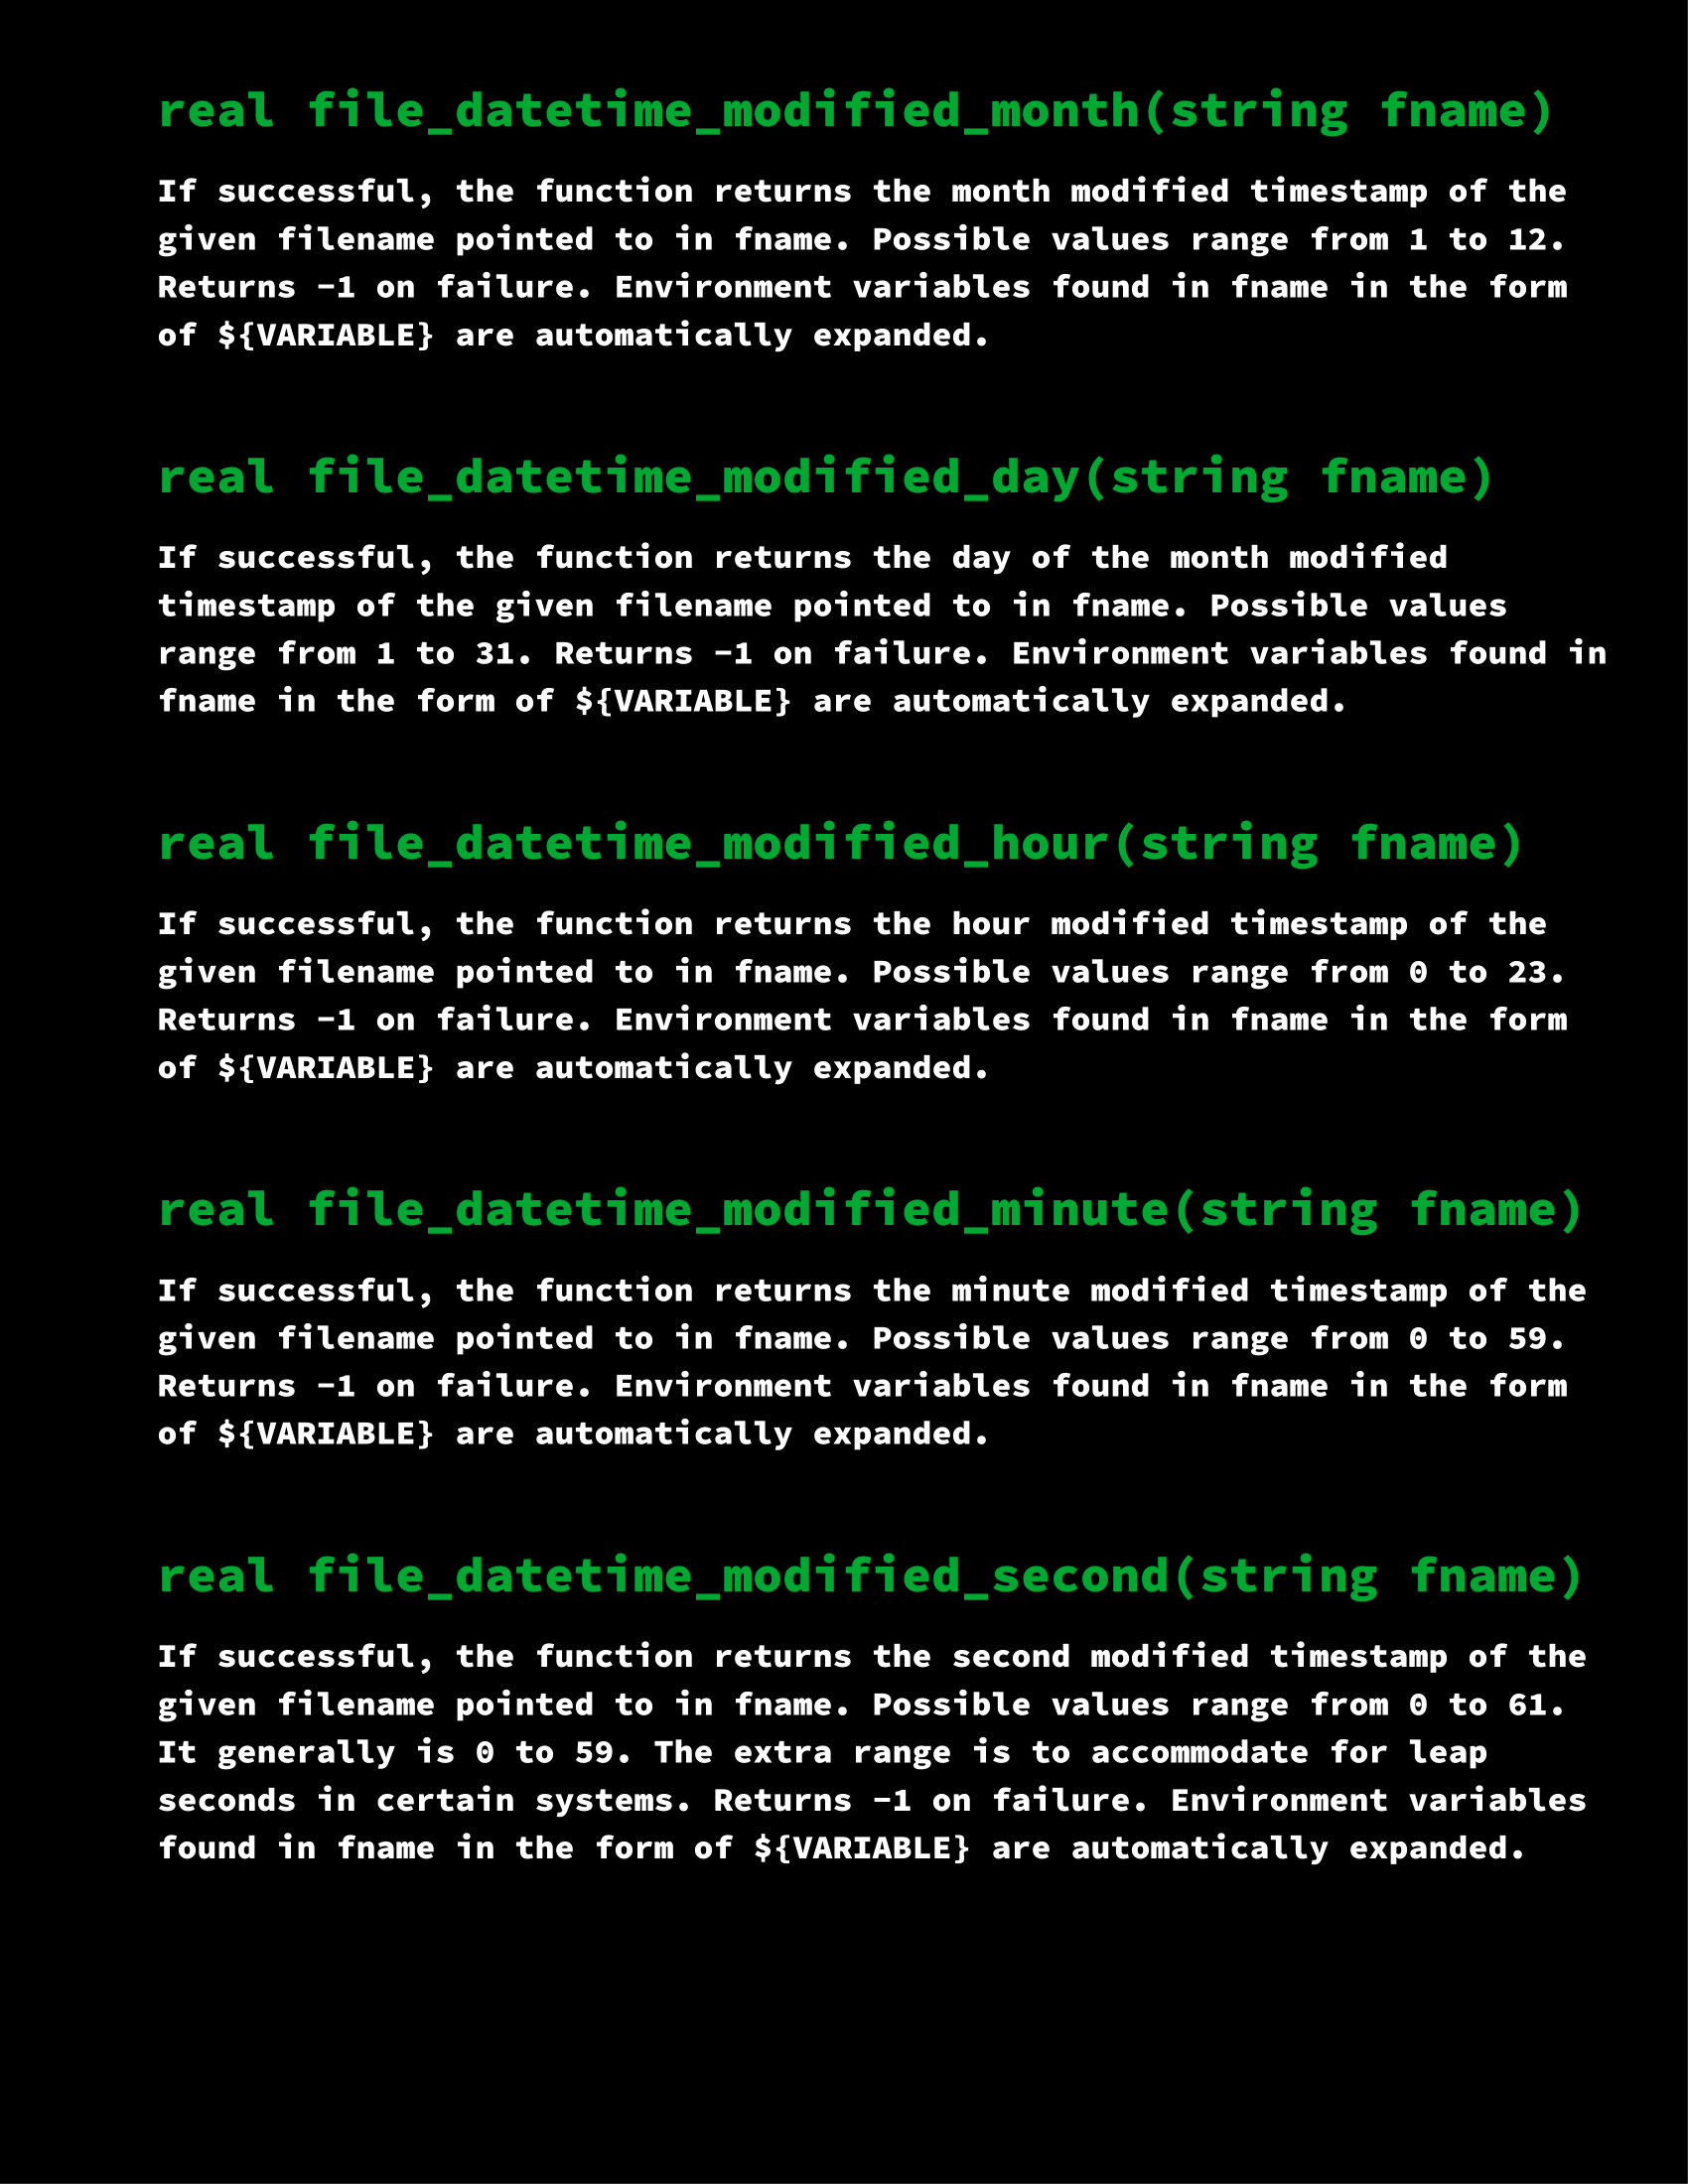 real file_datetime_modified_month(string fname)
If successful, the function returns the month modified timestamp of the
given filename pointed to in fname. Possible values range from 1 to 12.
Returns -1 on failure. Environment variables found in fname in the form
of ${VARIABLE} are automatically expanded.
real file_datetime_modified_day(string fname)
If successful, the function returns the day of the month modified
timestamp of the given filename pointed to in fname. Possible values
range from 1 to 31. Returns -1 on failure. Environment variables found in
fname in the form of ${VARIABLE} are automatically expanded.
real file_datetime_modified_hour(string fname)
If successful, the function returns the hour modified timestamp of the
given filename pointed to in fname. Possible values range from 0 to 23.
Returns -1 on failure. Environment variables found in fname in the form
of ${VARIABLE} are automatically expanded.
real file_datetime_modified_minute(string fname)
If successful, the function returns the minute modified timestamp of the
given filename pointed to in fname. Possible values range from 0 to 59.
Returns -1 on failure. Environment variables found in fname in the form
of ${VARIABLE} are automatically expanded.
real file_datetime_modified_second(string fname)
If successful, the function returns the second modified timestamp of the
given filename pointed to in fname. Possible values range from 0 to 61.
It generally is 0 to 59. The extra range is to accommodate for leap
seconds in certain systems. Returns -1 on failure. Environment variables
found in fname in the form of ${VARIABLE} are automatically expanded.